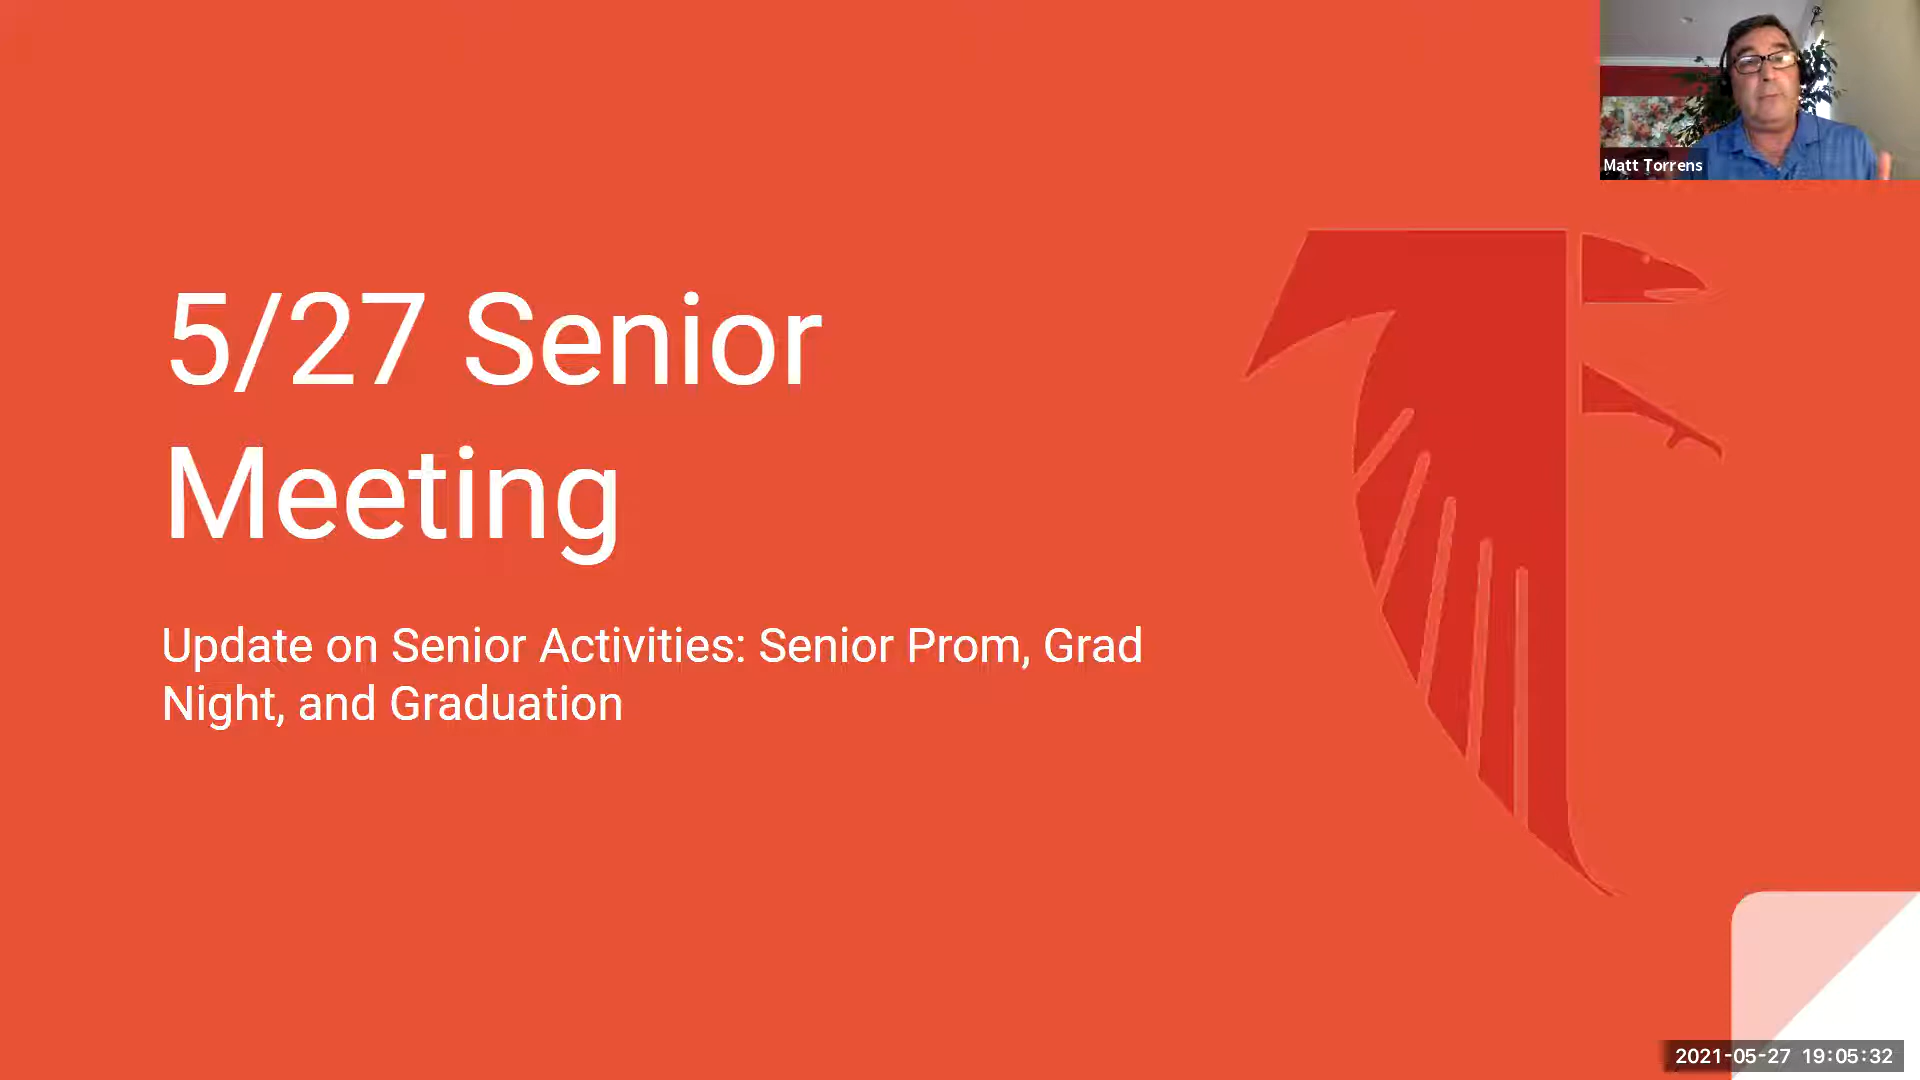 Matt Torrens
5/27 Senior
Meeting
Update on Senior Activities: Senior Prom, Grad
Night, and Graduation
2021-05-27 19:05:32